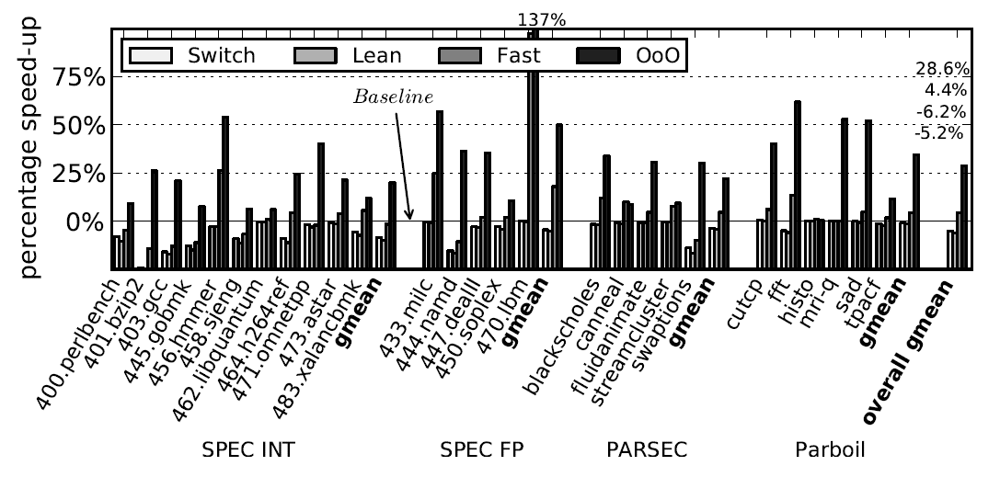 137%
Switch Lean Fast OoO
percentage speed-up
75%
50%
25%
0%
Baseline
28.6%
4.4%
-6.2%
-5.2%
400.perlbench
401.bzip2
403.gcc
445.gobmk
456.hmmer
458.sjeng
462.libquantum
464.h264ref
471.omnetpp
473.astar
483.xalancbmk
gmean
433.milc
444.namd
447.dealII
450.soplex
470.lbm
gmean
blackscholes
canneal
fluidanimate
streamcluster
swaptions
gmean
cutcp
fft
histo
mri-q
sad
tpacf
gmean
overall gmean
SPEC INT SPEC FP PARSEC Parboil